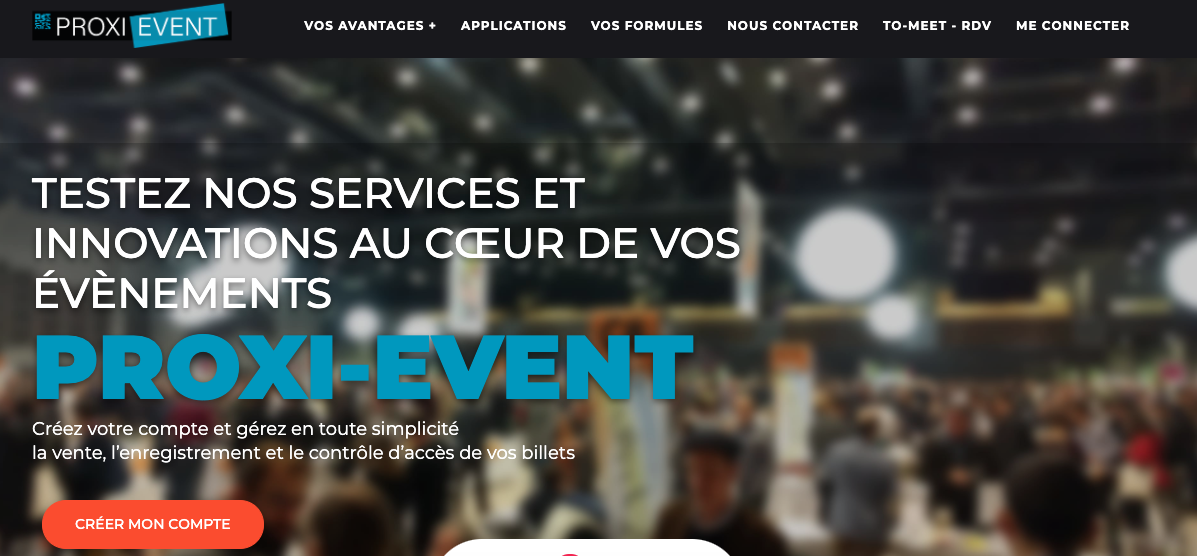 PROXI EVENT
VOS AVANTAGES +
APPLICATIONS
VOS FORMULES
NOUS CONTACTER
TO-MEET - RDV
ME CONNECTER
TESTEZ NOS SERVICES ET
INNOVATIONS AU CŒUR DE VOS
ÉVÈNEMENTS
PROXI-EVENT
Créez votre compte et gérez en toute simplicité
la vente, l'enregistrement et le contrôle d'accès de vos billets
CRÉER MON COMPTE